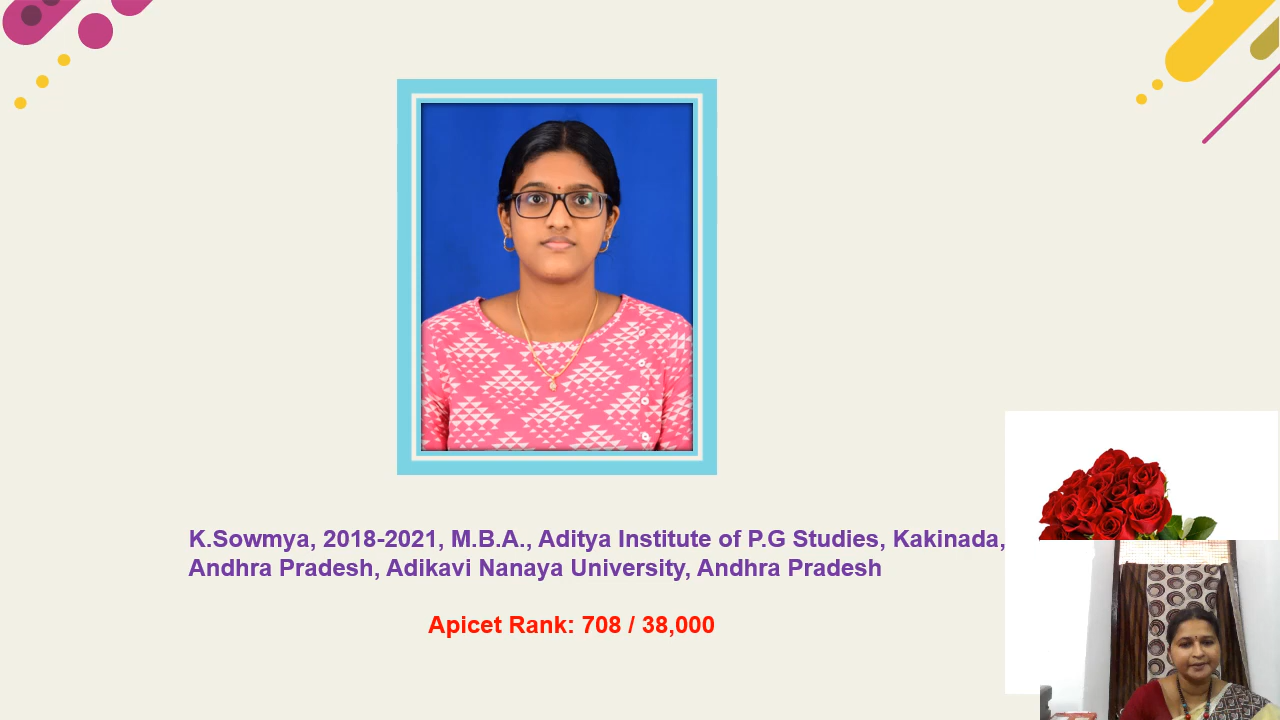 K.Sowmya, 2018-2021, M.B.A., Aditya Institute of P.G Studies, Kakinada,
Andhra Pradesh, Adikavi Nanaya University, Andhra Pradesh
Apicet Rank: 708 / 38,000